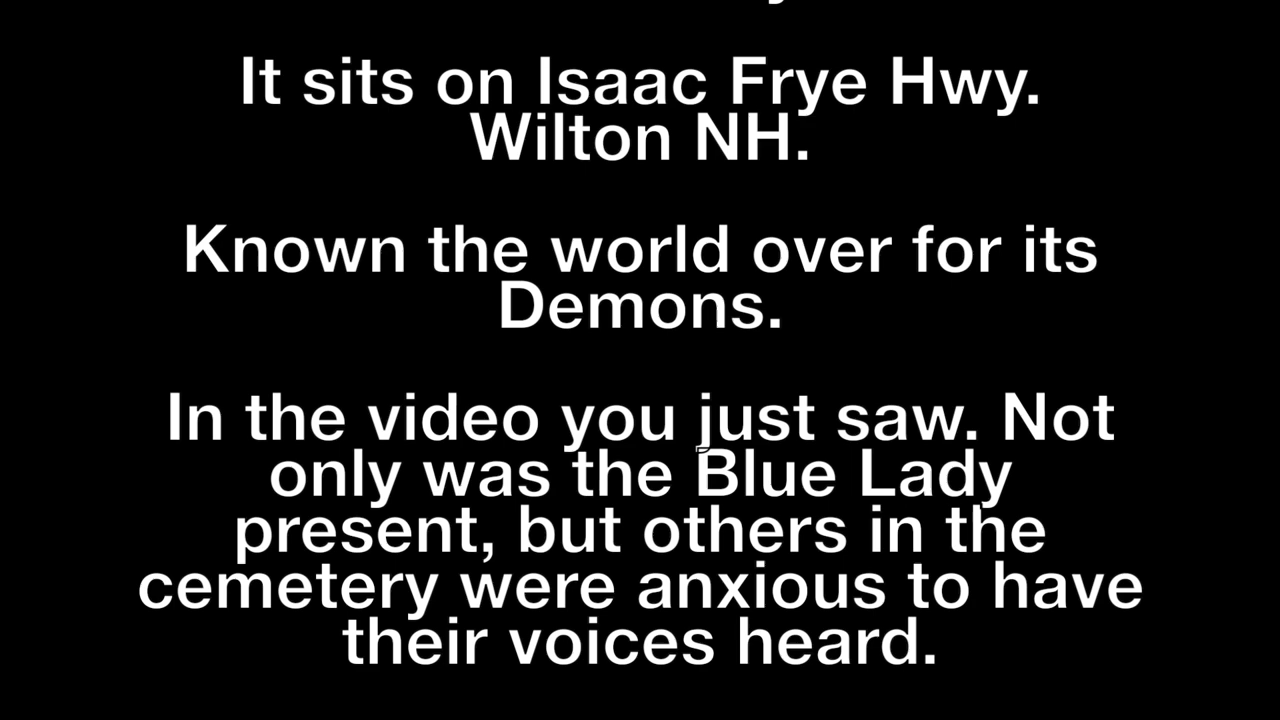 It sits on Isaac Frye Hwy.
Wilton NH.
Known the world over for its
Demons.
In the video you just saw. Not
only was the Blue Lady
present, but others in the
cemetery were anxious to have
their voices heard.